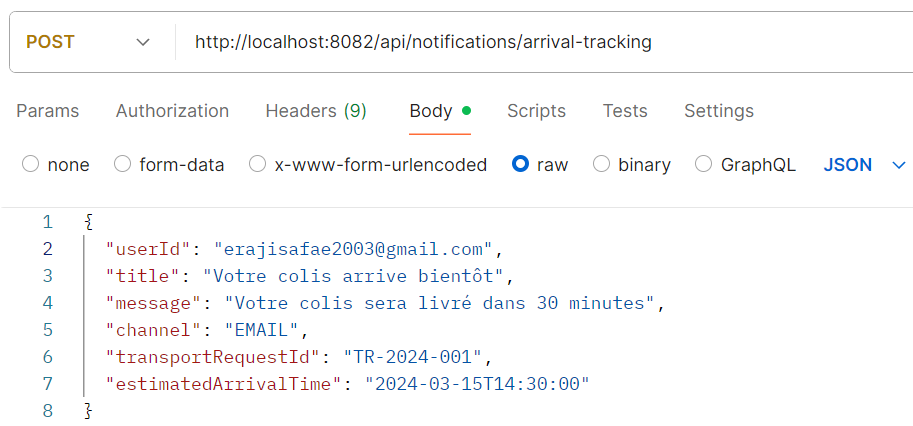 POST http://localhost:8082/api/notifications/arrival-tracking
Params Authorization Headers (9) Body Scripts Tests Settings
none form-data x-www-form-urlencoded raw binary GraphQL JSON
1 {
2 "userId": "erajisafae2003@gmail.com",
3 "title": "Votre colis arrive bientôt",
4 "message": "Votre colis sera livré dans 30 minutes",
5 "channel": "EMAIL",
6 "transportRequestId": "TR-2024-001",
7 "estimatedArrivalTime": "2024-03-15T14:30:00"
8 }